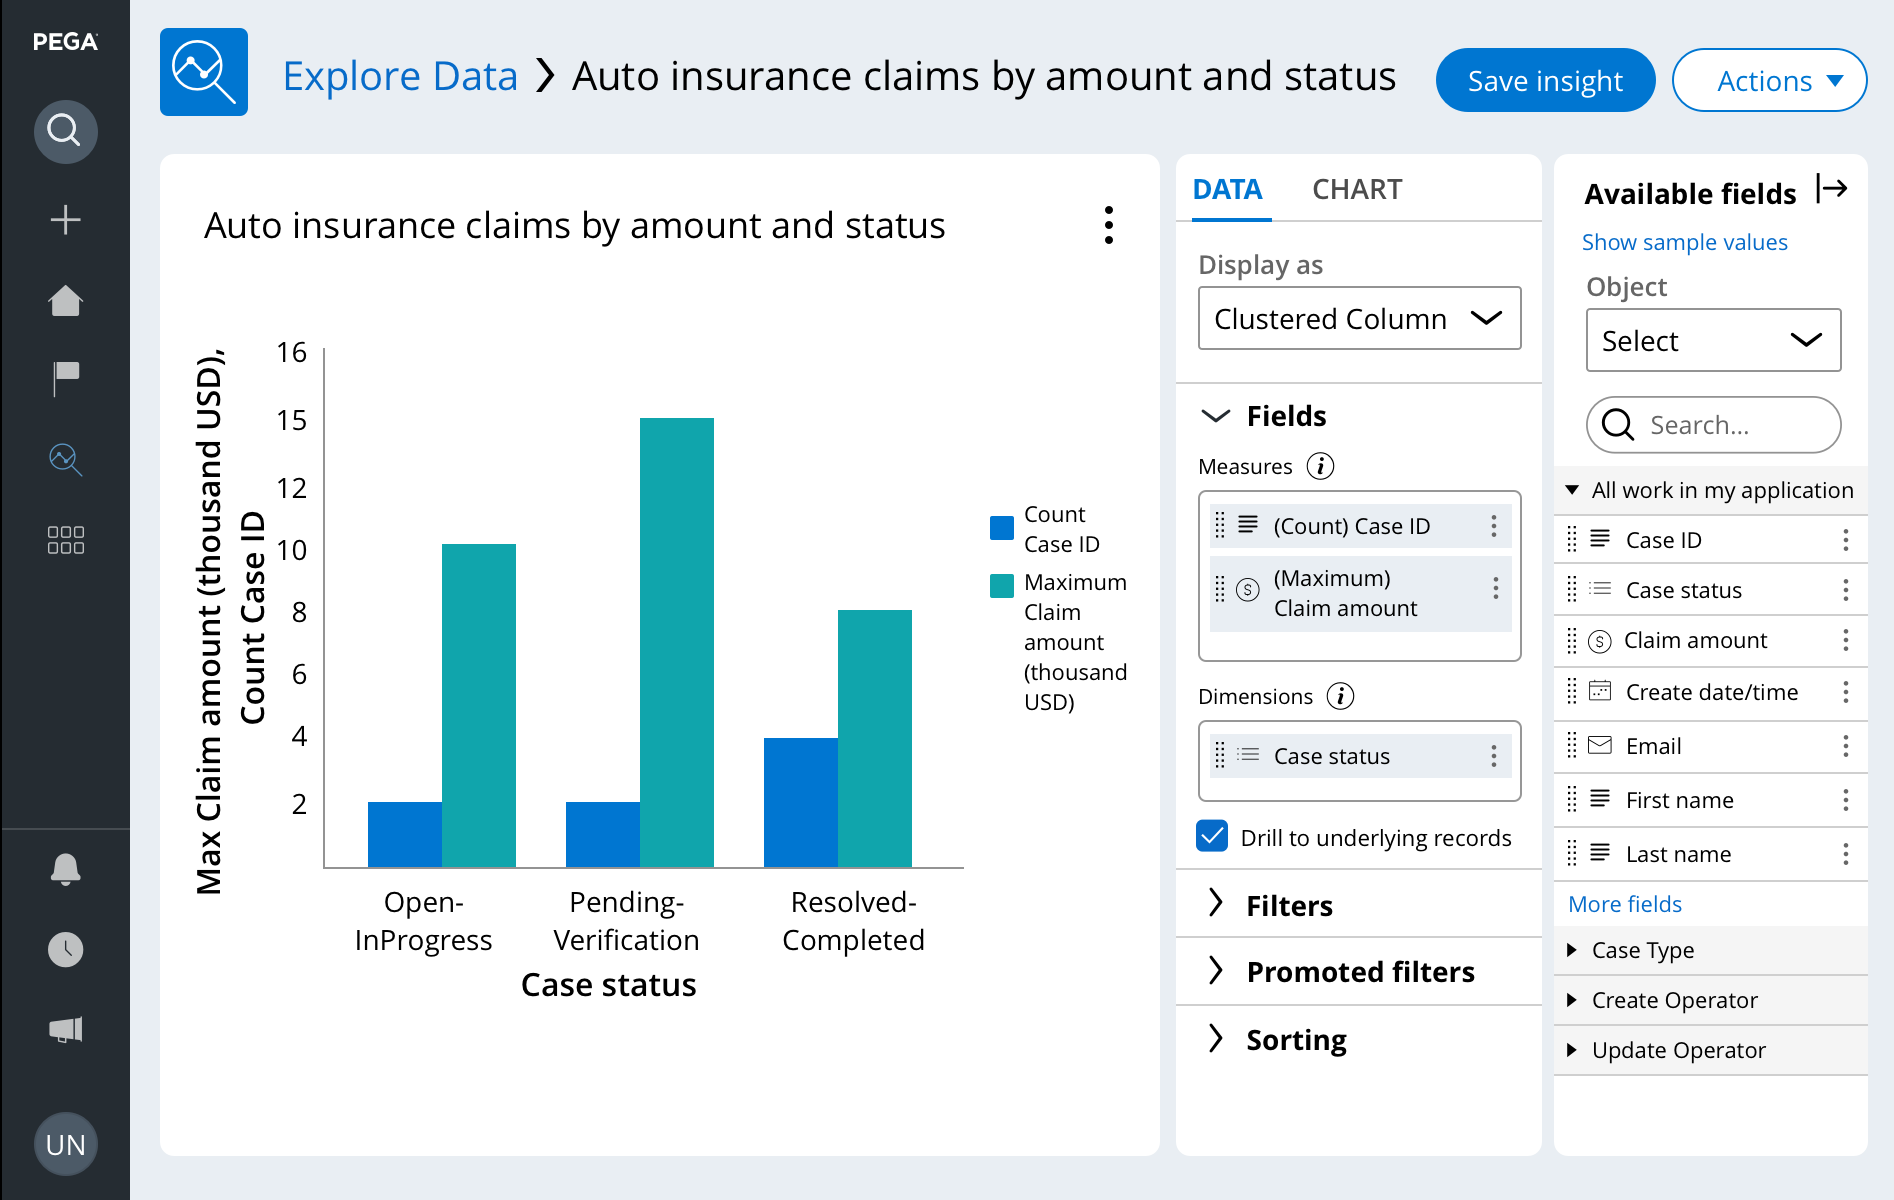 PEGA
Explore Data
Auto insurance claims by amount and status
Save insight
Actions
Auto insurance claims by amount and status
Max Claim amount (thousand USD),
Count Case ID
16
15
12
10
8
6
4
2
Open-
InProgress
Pending-
Verification
Resolved-
Completed
Case status
Count
Case ID
Maximum
Claim
amount
(thousand
USD)
DATA
CHART
Display as
Clustered Column
Fields
Measures
(Count) Case ID
(Maximum)
Claim amount
Dimensions
Case status
Drill to underlying records
Filters
Promoted filters
Sorting
Available fields
Show sample values
Object
Select
Search...
All work in my application
Case ID
Case status
Claim amount
Create date/time
Email
First name
Last name
More fields
Case Type
Create Operator
Update Operator
UN